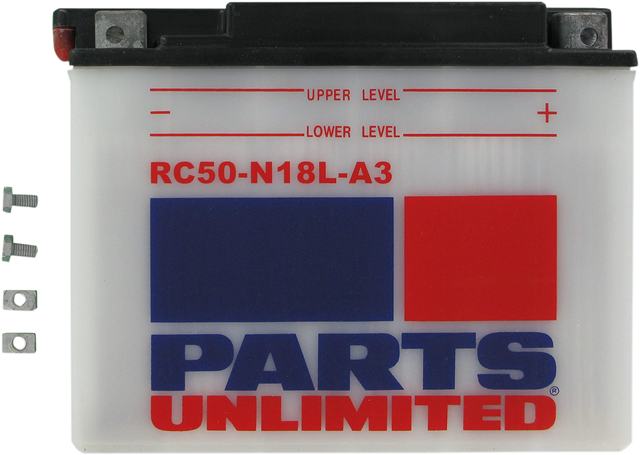 UPPER LEVEL
− +
LOWER LEVEL
RC50-N18L-A3
PARTS
UNLIMITED®